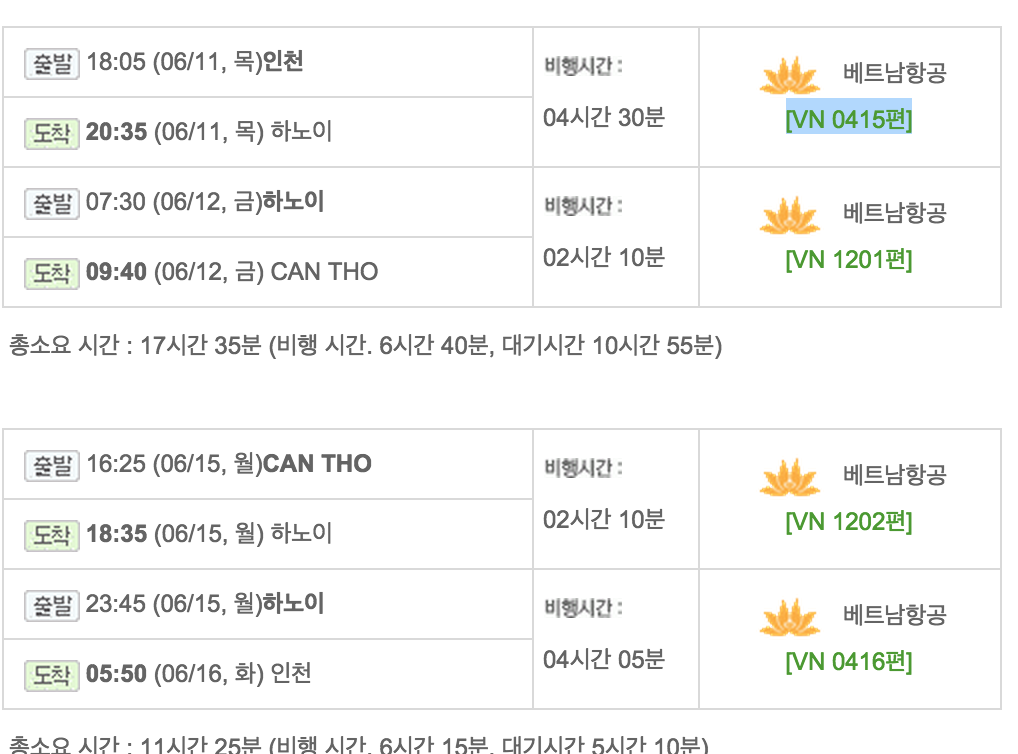 출발 18:05 (06/11, 목)인천
비행시간 :
04시간 30분
베트남항공
[VN 0415편]
도착 20:35 (06/11, 목) 하노이
출발 07:30 (06/12, 금)하노이
비행시간 :
02시간 10분
베트남항공
[VN 1201편]
도착 09:40 (06/12, 금) CAN THO
총소요 시간 : 17시간 35분 (비행 시간. 6시간 40분, 대기시간 10시간 55분)
출발 16:25 (06/15, 월)CAN THO
비행시간 :
02시간 10분
베트남항공
[VN 1202편]
도착 18:35 (06/15, 월) 하노이
출발 23:45 (06/15, 월)하노이
비행시간 :
04시간 05분
베트남항공
[VN 0416편]
도착 05:50 (06/16, 화) 인천
총소요 시간 : 11시간 25분 (비행 시간. 6시간 15분, 대기시간 5시간 10분)